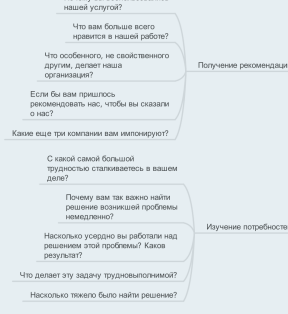 нашей услугой?
Что вам больше всего
нравится в нашей работе?
Что особенного, не свойственного
другим, делает наша
организация?
Получение рекомендаци
Если бы вам пришлось
рекомендовать нас, чтобы вы сказали
о нас?
Какие еще три компании вам импонируют?
С какой самой большой
трудностью сталкиваетесь в вашем
деле?
Почему вам так важно найти
решение возникшей проблемы
немедленно?
Изучение потребносте
Насколько усердно вы работали над
решением этой проблемы? Каков
результат?
Что делает эту задачу трудновыполнимой?
Насколько тяжело было найти решение?